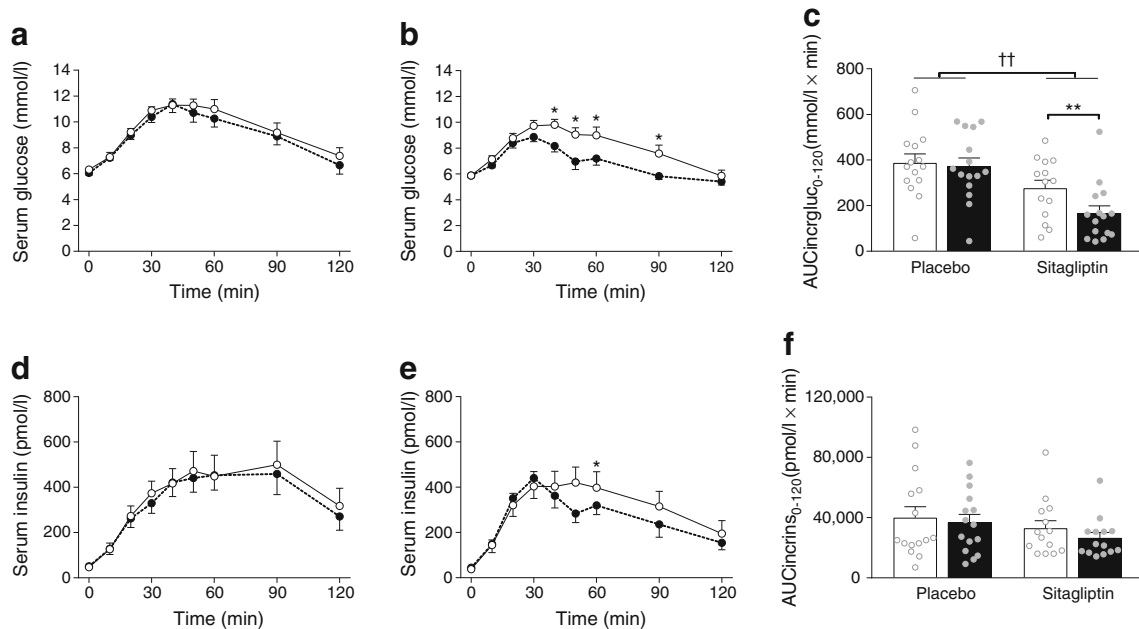 a
Serum glucose (mmol/l)
14
12
10
8
6
4
2
0
0 30 60 90 120
Time (min)
b
Serum glucose (mmol/l)
14
12
10
8
6
4
2
0
* * * *
0 30 60 90 120
Time (min)
c
AUCincrgluc0-120(mmol/l × min)
800
600
400
200
0
††
**
Placebo Sitagliptin
d
Serum insulin (pmol/l)
800
600
400
200
0
0 30 60 90 120
Time (min)
e
Serum insulin (pmol/l)
800
600
400
200
0
*
0 30 60 90 120
Time (min)
f
AUCincrins0-120(pmol/l × min)
120,000
80,000
40,000
0
Placebo Sitagliptin